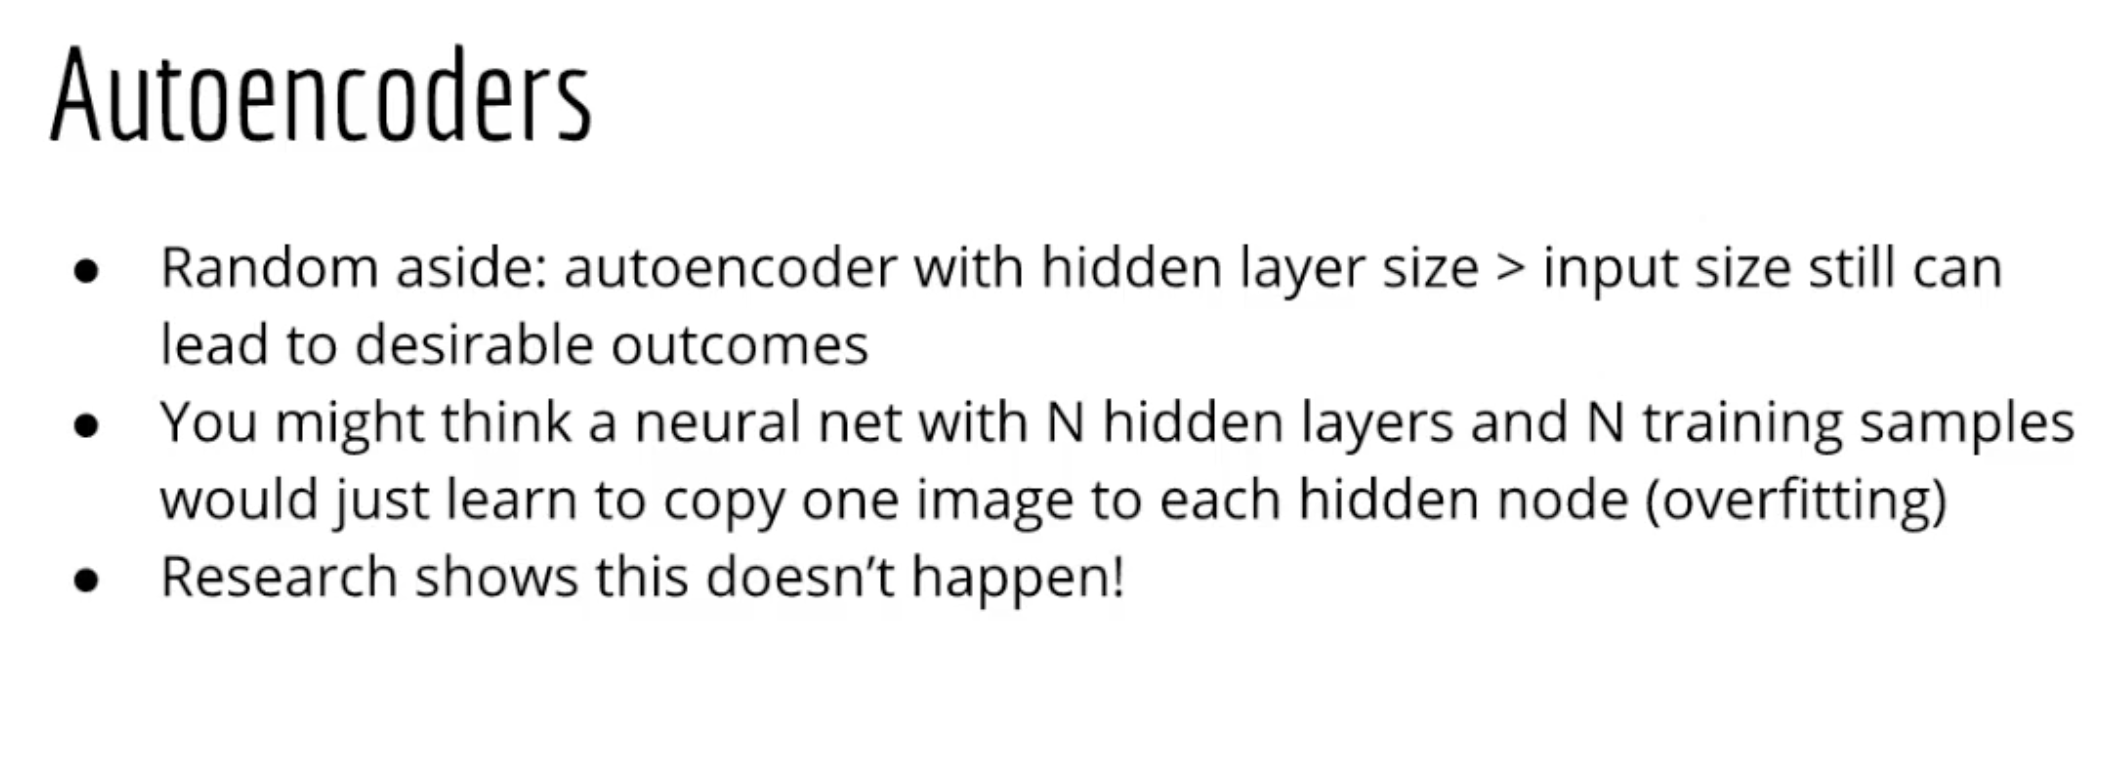 Autoencoders
● Random aside: autoencoder with hidden layer size > input size still can
lead to desirable outcomes
● You might think a neural net with N hidden layers and N training samples
would just learn to copy one image to each hidden node (overfitting)
● Research shows this doesn’t happen!